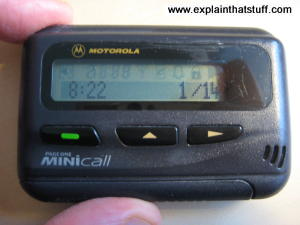 www.explainthatstuff.com
MOTOROLA
8:22 1/14
PAGEONE
MINIcall